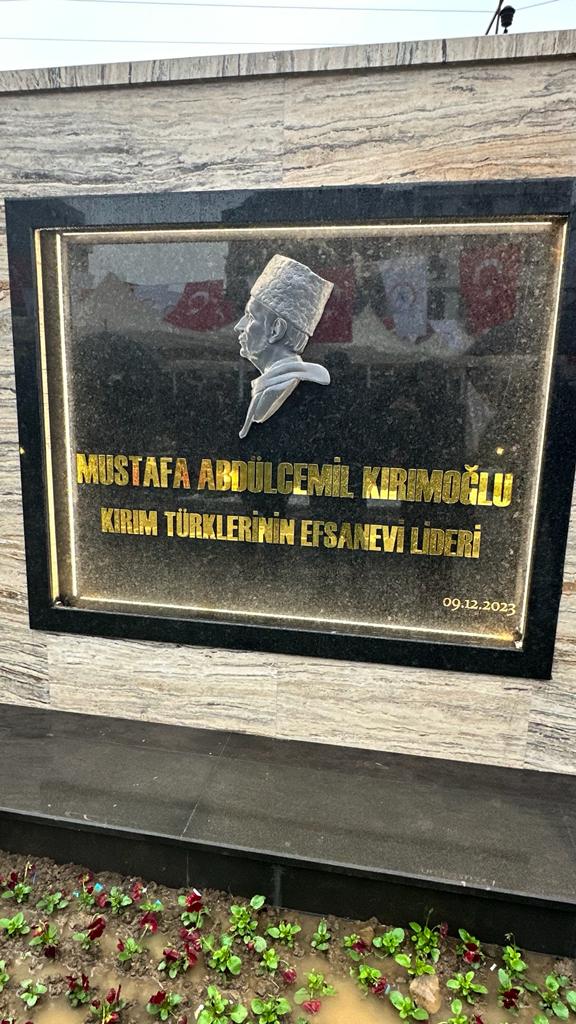 MUSTAFA ABDÜLCEMİL KIRIMOĞLU
KIRIM TÜRKLERİNİN EFSANEVİ LİDERİ
09.12.2023